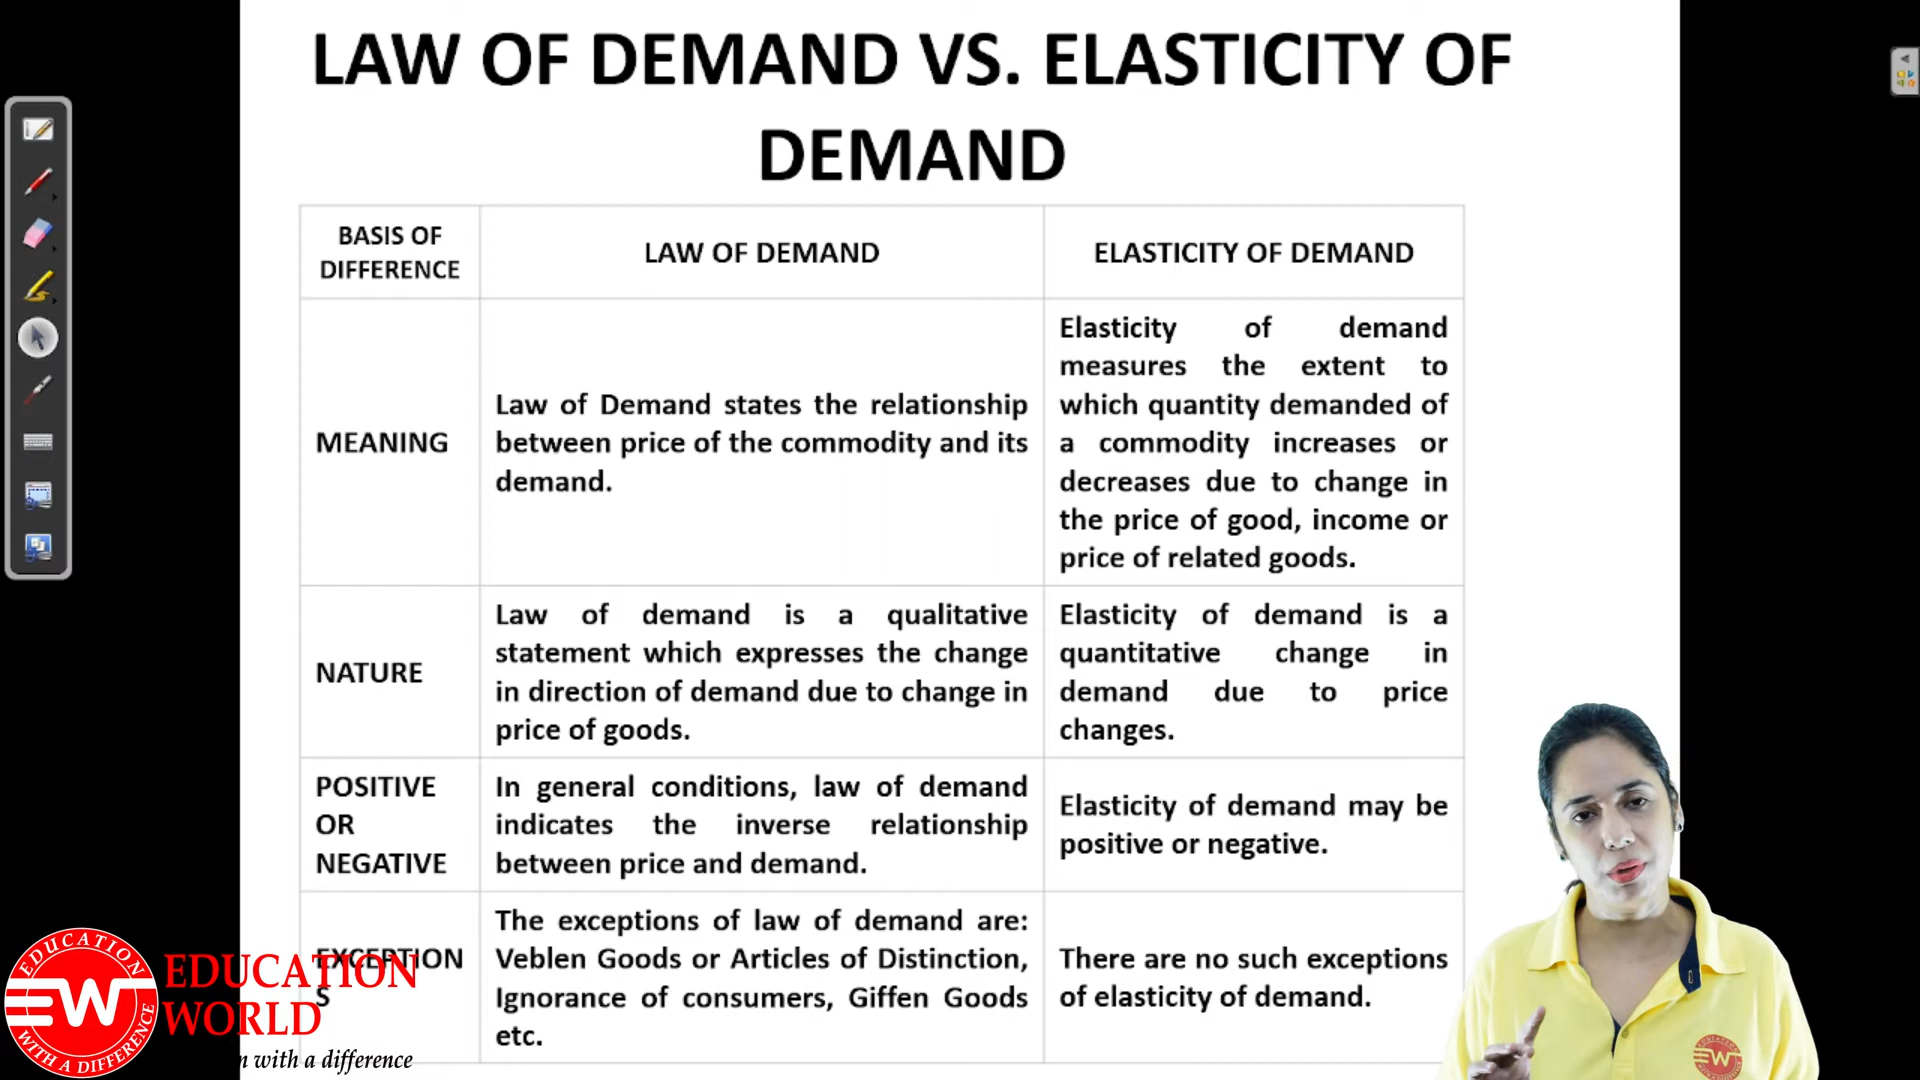 LAW OF DEMAND VS. ELASTICITY OF
DEMAND
BASIS OF
DIFFERENCE
LAW OF DEMAND
ELASTICITY OF DEMAND
MEANING
Law of Demand states the relationship
between price of the commodity and its
demand.
Elasticity of demand
measures the extent to
which quantity demanded of
a commodity increases or
decreases due to change in
the price of good, income or
price of related goods.
NATURE
Law of demand is a qualitative
statement which expresses the change
in direction of demand due to change in
price of goods.
Elasticity of demand is a
quantitative change in
demand due to price
changes.
POSITIVE
OR
NEGATIVE
In general conditions, law of demand
indicates the inverse relationship
between price and demand.
Elasticity of demand may be
positive or negative.
EXCEPTION
S
The exceptions of law of demand are:
Veblen Goods or Articles of Distinction,
Ignorance of consumers, Giffen Goods
etc.
There are no such exceptions
of elasticity of demand.
EDUCATION
EW
WITH A DIFFERENCE
EDUCATION
WORLD
n with a difference
EW